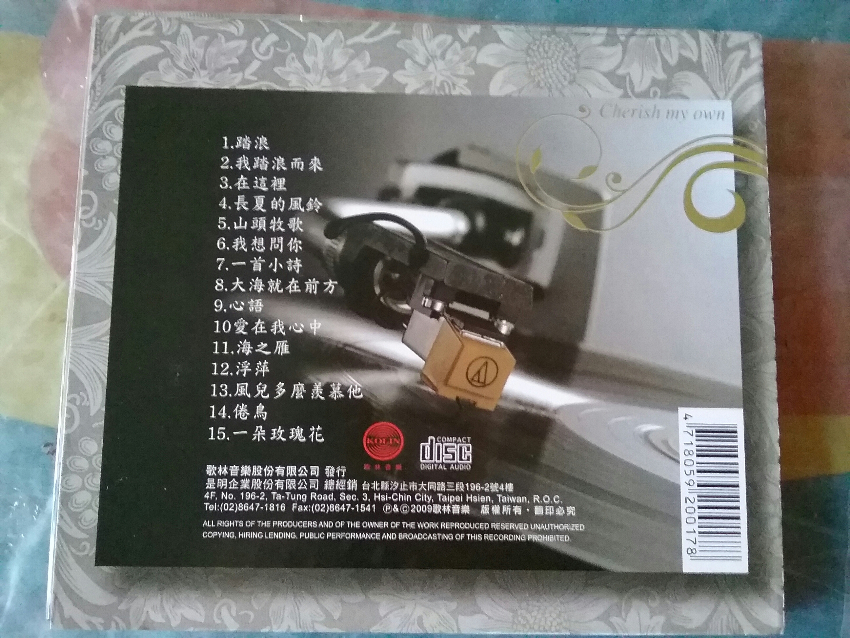 Cherish my own
1.踏浪
2.我踏浪而來
3.在這裡
4.長夏的風鈴
5.山頭牧歌
6.我想問你
7.一首小詩
8.大海就在前方
9.心語
10愛在我心中
11.海之雁
12.浮萍
13.風兒多麼羨慕他
14.倦鳥
15.一朵玫瑰花
KOLIN
歌林音樂
COMPACT
disc
DIGITAL AUDIO
歌林音樂股份有限公司 發行
是明企業股份有限公司 總經銷 台北縣汐止市大同路三段196-2號4樓
4F, No. 196-2, Ta-Tung Road, Sec. 3, Hsi-Chin City, Taipei Hsien, Taiwan, R.O.C.
Tel:(02)8647-1816 Fax:(02)8647-1541 Ⓟ&Ⓒ2009歌林音樂 版權所有・翻印必究
ALL RIGHTS OF THE PRODUCERS AND OF THE OWNER OF THE WORK REPRODUCED RESERVED UNAUTHORIZED
COPYING, HIRING LENDING, PUBLIC PERFORMANCE AND BROADCASTING OF THIS RECORDING PROHIBITED.
4718059200178